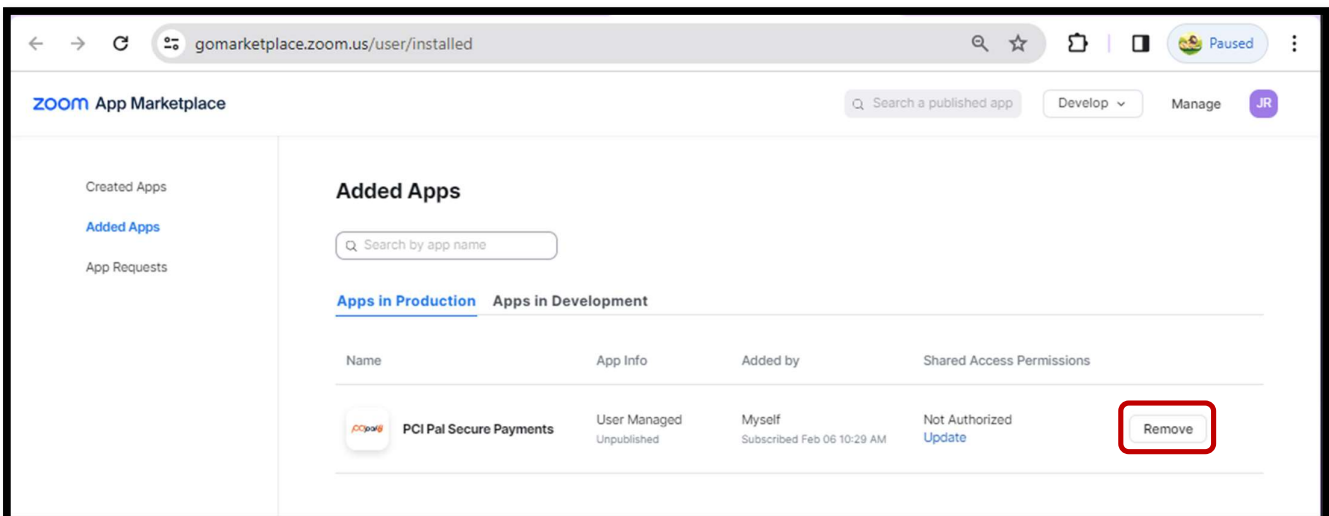 gomarketplace.zoom.us/user/installed
Paused
zoom App Marketplace
Search a published app
Develop
Manage
JR
Created Apps
Added Apps
App Requests
Added Apps
Search by app name
Apps in Production Apps in Development
Name App Info Added by Shared Access Permissions
pcipal
PCI Pal Secure Payments
User Managed
Unpublished
Myself
Subscribed Feb 06 10:29 AM
Not Authorized
Update
Remove